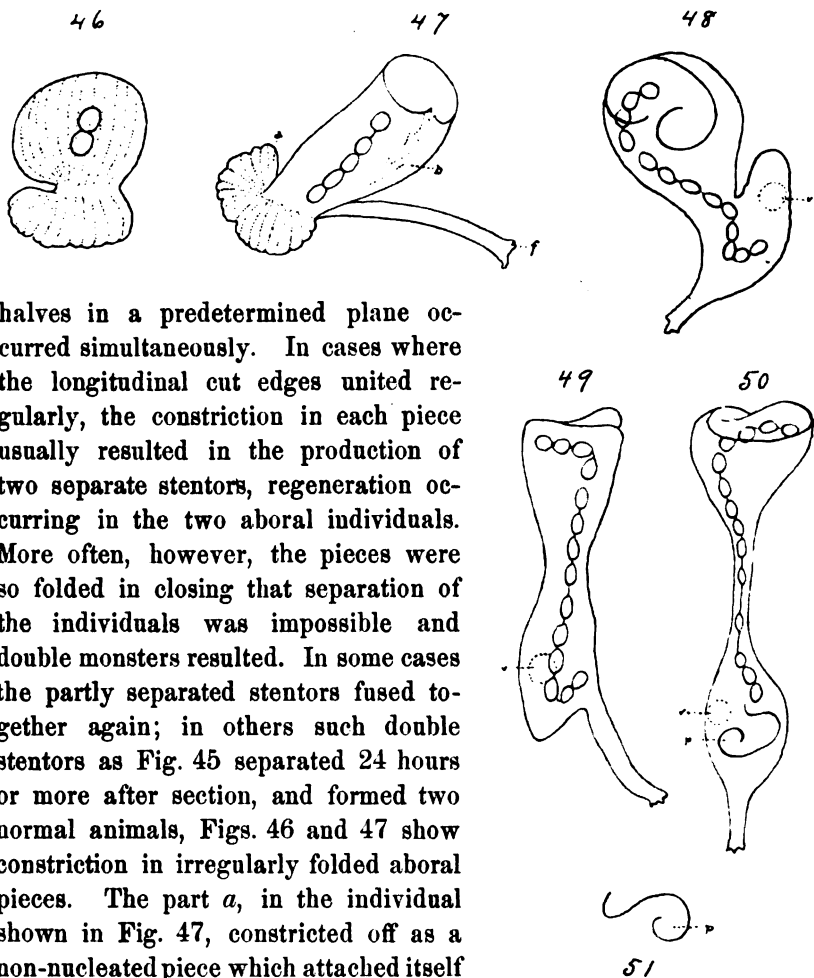 46
47
48
a
b
f
v
halves in a predetermined plane oc-
curred simultaneously. In cases where
the longitudinal cut edges united re-
gularly, the constriction in each piece
usually resulted in the production of
two separate stentors, regeneration oc-
curring in the two aboral individuals.
More often, however, the pieces were
so folded in closing that separation of
the individuals was impossible and
double monsters resulted. In some cases
the partly separated stentors fused to-
gether again; in others such double
stentors as Fig. 45 separated 24 hours
or more after section, and formed two
normal animals, Figs. 46 and 47 show
constriction in irregularly folded aboral
pieces. The part a, in the individual
shown in Fig. 47, constricted off as a
non-nucleated piece which attached itself
49
50
v
v
p
p
51